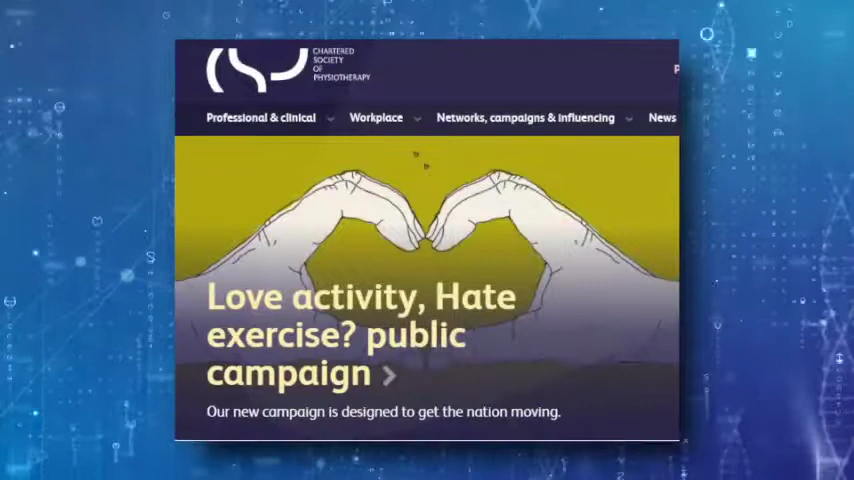 CHARTERED
SOCIETY
OF
PHYSIOTHERAPY
P
Professional & clinical Workplace Networks, campaigns & influencing News
Love activity, Hate
exercise? public
campaign
Our new campaign is designed to get the nation moving.